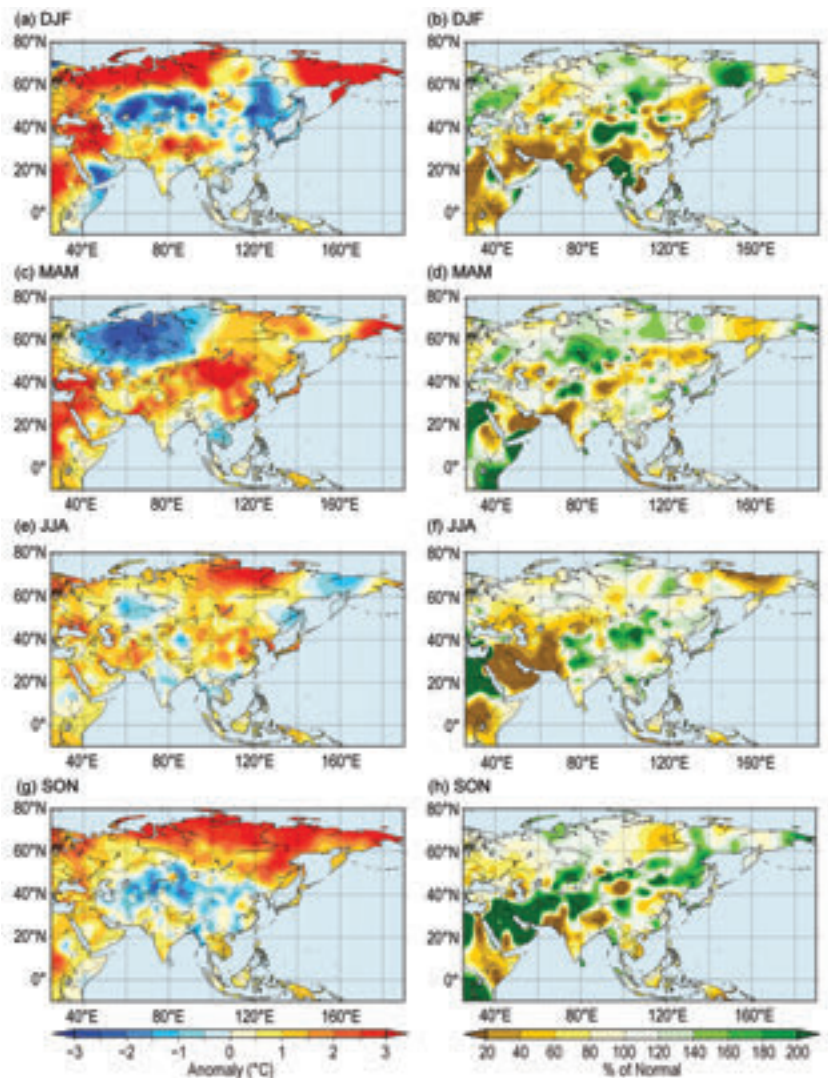 (a) DJF
(b) DJF
80°N
80°N
60°N
60°N
40°N
40°N
20°N
20°N
0°
0°
40°E 80°E 120°E 160°E
40°E 80°E 120°E 160°E
(c) MAM
(d) MAM
80°N
80°N
60°N
60°N
40°N
40°N
20°N
20°N
0°
0°
40°E 80°E 120°E 160°E
40°E 80°E 120°E 160°E
(e) JJA
(f) JJA
80°N
80°N
60°N
60°N
40°N
40°N
20°N
20°N
0°
0°
40°E 80°E 120°E 160°E
40°E 80°E 120°E 160°E
(g) SON
(h) SON
80°N
80°N
60°N
60°N
40°N
40°N
20°N
20°N
0°
0°
40°E 80°E 120°E 160°E
40°E 80°E 120°E 160°E
−3 −2 −1 0 1 2 3
Anomaly (°C)
20 40 60 80 100 120 140 160 200
% of Normal